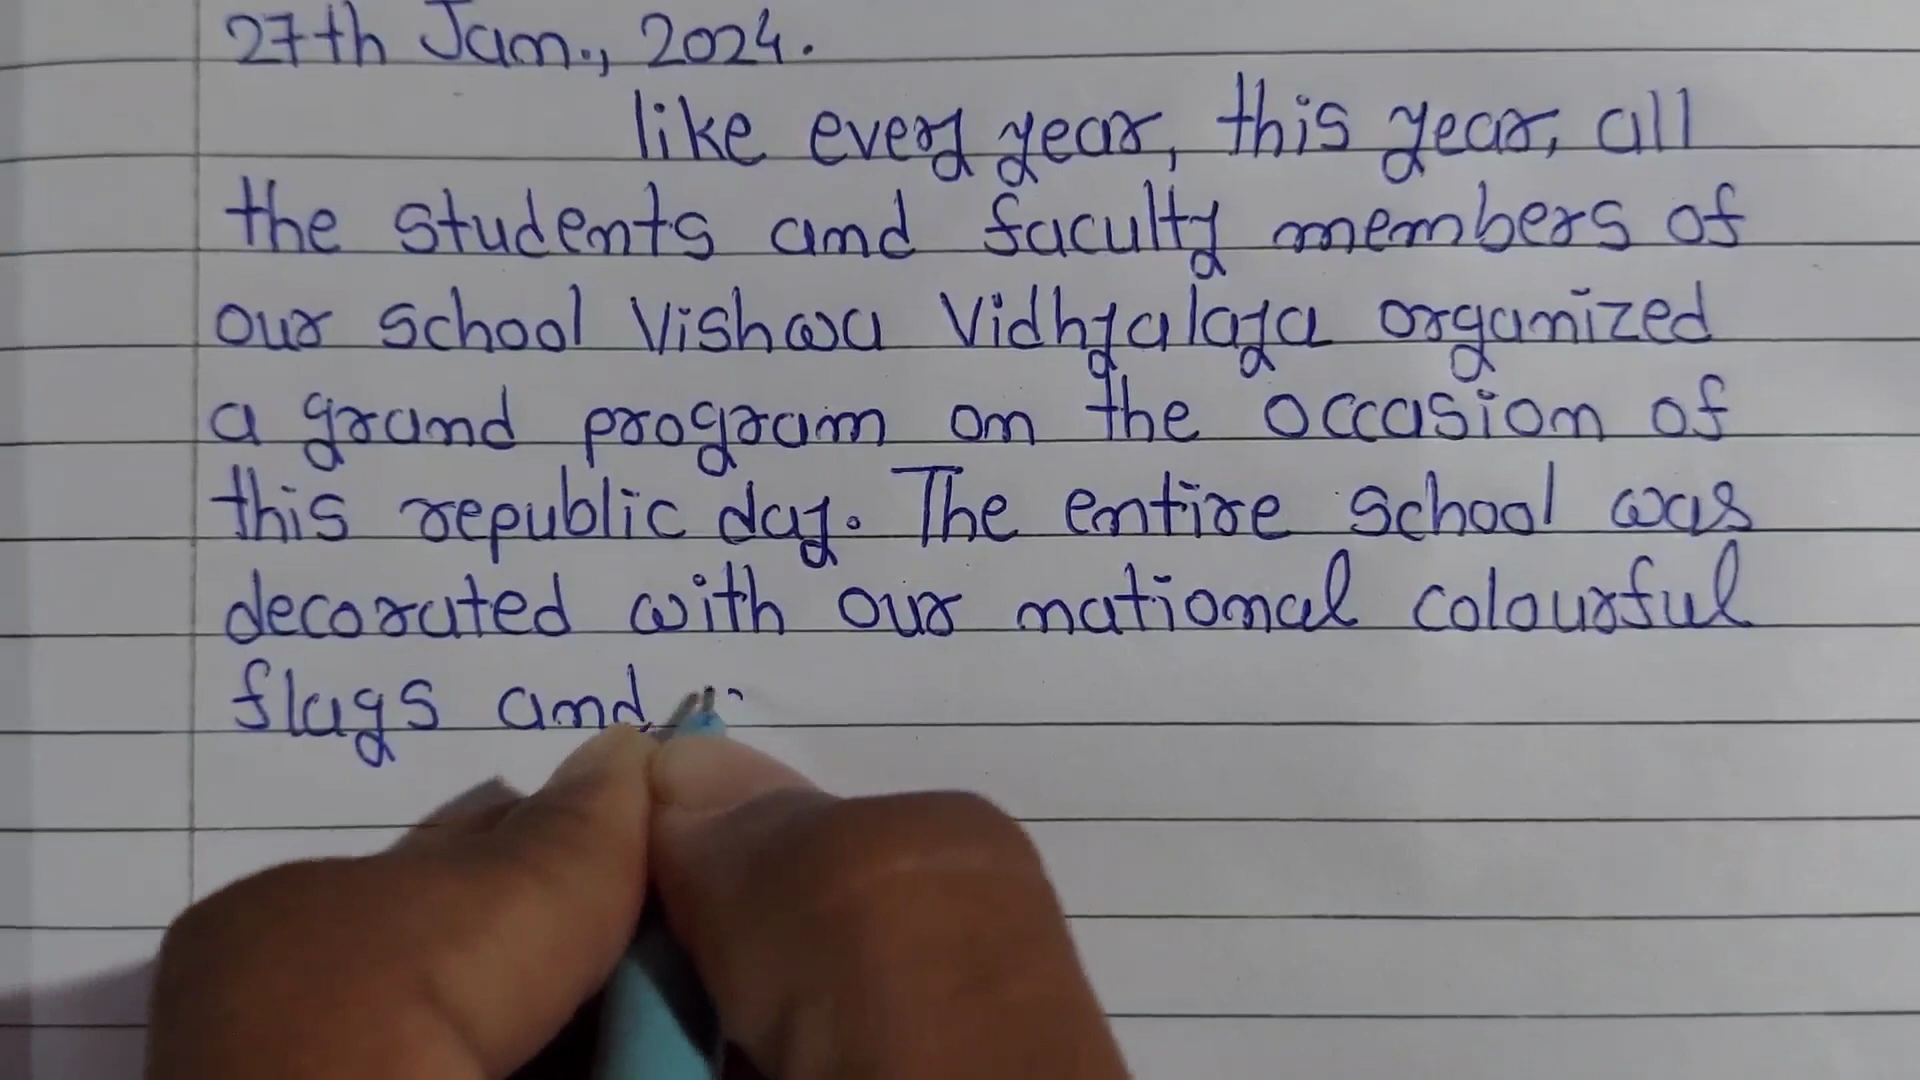 27th Jan., 2024.
like every year, this year, all
the students and faculty members of
our school Vishwa Vidhyalaya organized
a grand program on the occasion of
this republic day. The entire school was
decorated with our national colourful
flags and